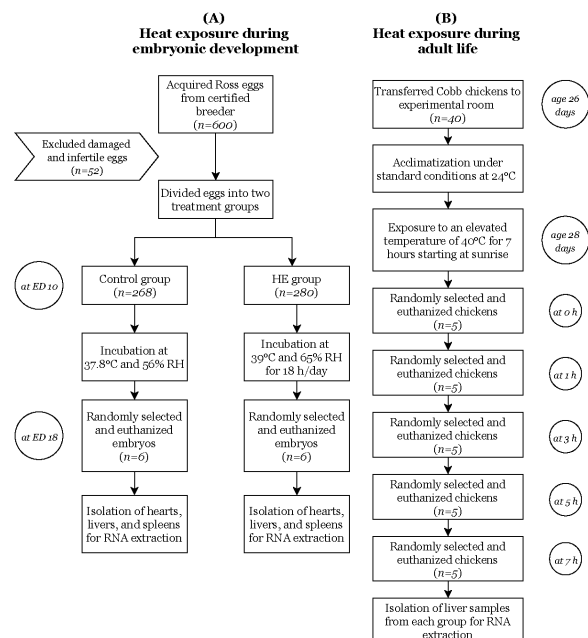 (A)
Heat exposure during
embryonic development
Acquired Ross eggs
from certified
breeder
(n=600)
Excluded damaged
and infertile eggs
(n=52)
Divided eggs into two
treatment groups
at ED 10
Control group
(n=268)
HE group
(n=280)
Incubation at
37.8°C and 56% RH
Incubation at
39°C and 65% RH
for 18 h/day
at ED 18
Randomly selected
and euthanized
embryos
(n=6)
Randomly selected
and euthanized
embryos
(n=6)
Isolation of hearts,
livers, and spleens
for RNA extraction
Isolation of hearts,
livers, and spleens
for RNA extraction
(B)
Heat exposure during
adult life
Transferred Cobb chickens to
experimental room
(n=40)
age 26
days
Acclimatization under
standard conditions at 24°C
Exposure to an elevated
temperature of 40°C for 7
hours starting at sunrise
age 28
days
Randomly selected and
euthanized chickens
(n=5)
at 0 h
Randomly selected and
euthanized chickens
(n=5)
at 1 h
Randomly selected and
euthanized chickens
(n=5)
at 3 h
Randomly selected and
euthanized chickens
(n=5)
at 5 h
Randomly selected and
euthanized chickens
(n=5)
at 7 h
Isolation of liver samples
from each group for RNA
extraction